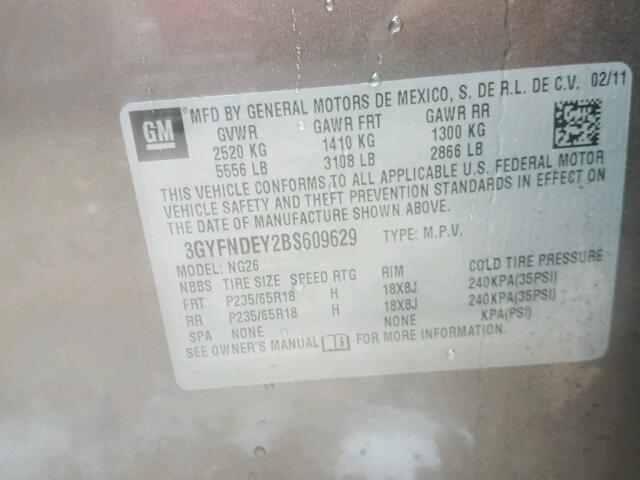 GM
MFD BY GENERAL MOTORS DE MEXICO, S. DE R.L. DE C.V. 02/11
GVWR GAWR FRT GAWR RR
2520 KG 1410 KG 1300 KG
5556 LB 3108 LB 2866 LB
THIS VEHICLE CONFORMS TO ALL APPLICABLE U.S. FEDERAL MOTOR
VEHICLE SAFETY AND THEFT PREVENTION STANDARDS IN EFFECT ON
THE DATE OF MANUFACTURE SHOWN ABOVE.
3GYFNDEY2BS609629 TYPE: M.P.V.
MODEL: NG26
NBBS TIRE SIZE SPEED RTG RIM COLD TIRE PRESSURE
FRT P235/65R18 H 18X8J 240KPA(35PSI)
RR P235/65R18 H 18X8J 240KPA(35PSI)
SPA NONE NONE KPA(PSI)
SEE OWNER'S MANUAL FOR MORE INFORMATION.